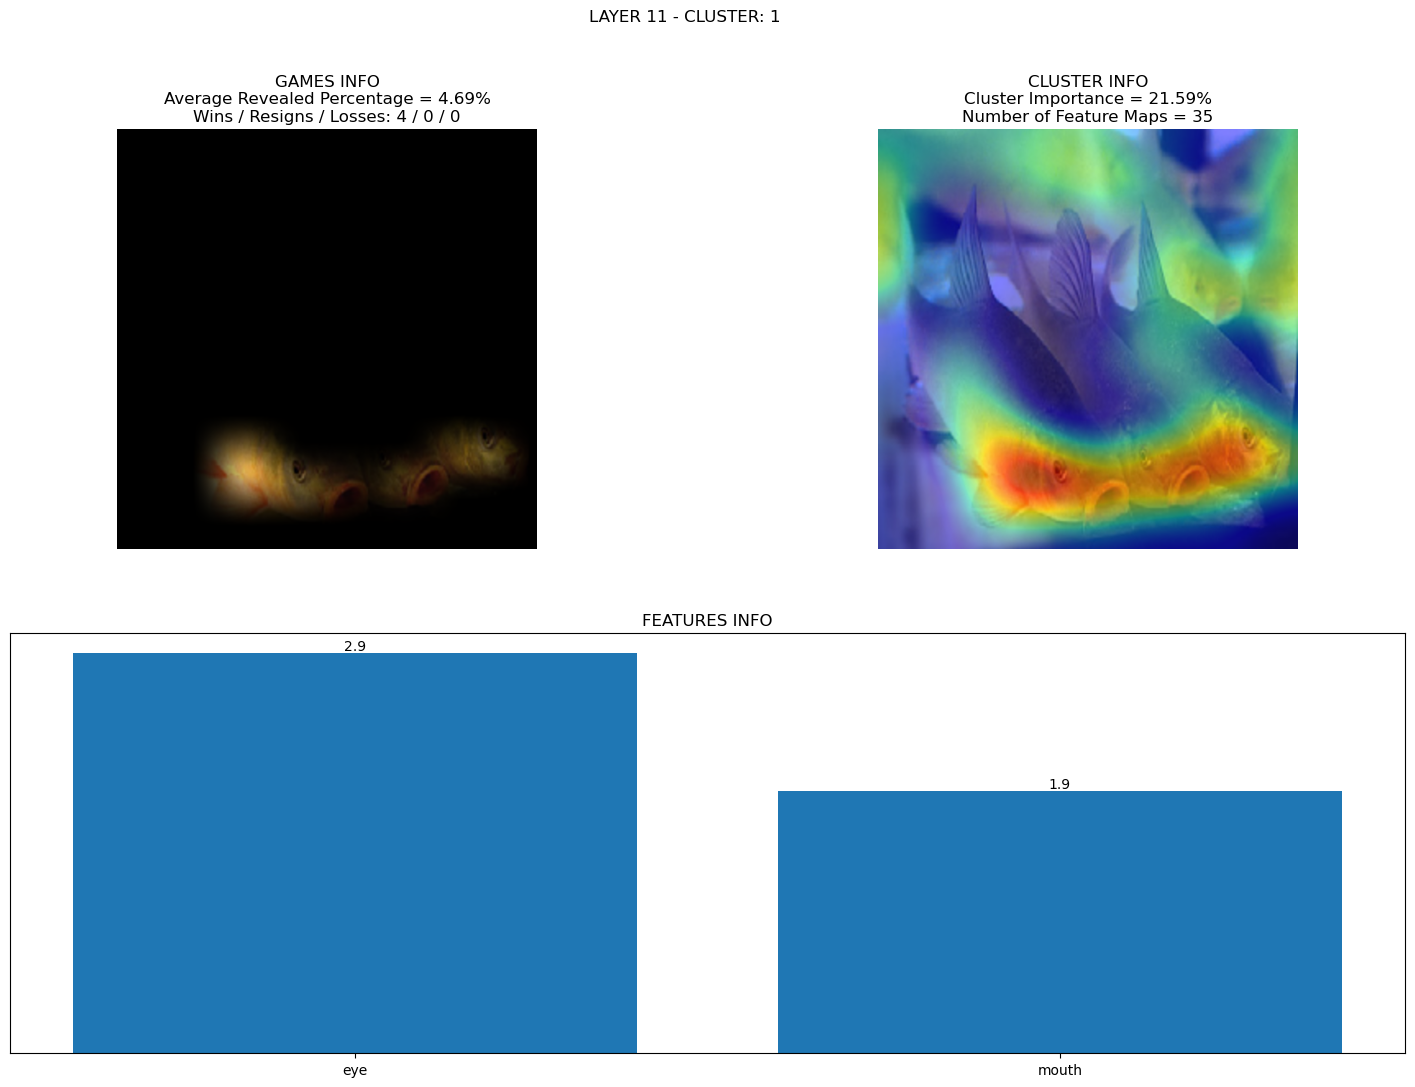 LAYER 11 - CLUSTER: 1
GAMES INFO
Average Revealed Percentage = 4.69%
Wins / Resigns / Losses: 4 / 0 / 0
CLUSTER INFO
Cluster Importance = 21.59%
Number of Feature Maps = 35
FEATURES INFO
2.9
1.9
eye
mouth